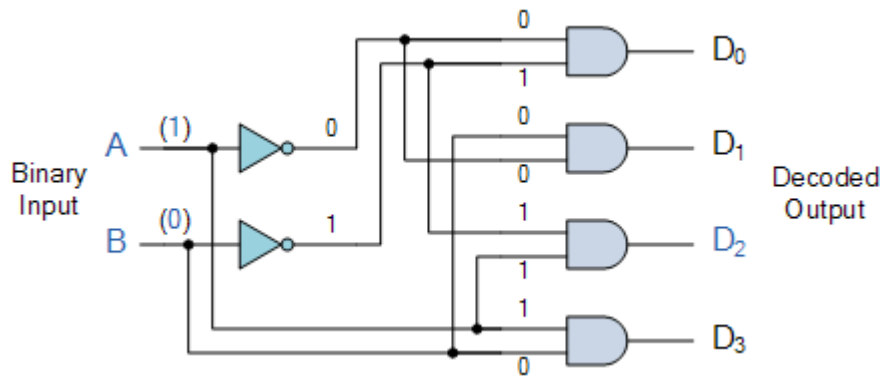 0
D₀
1
A (1) 0
0
D₁
Binary
Input
0
Decoded
Output
B (0) 1
1
D₂
1
1
D₃
0